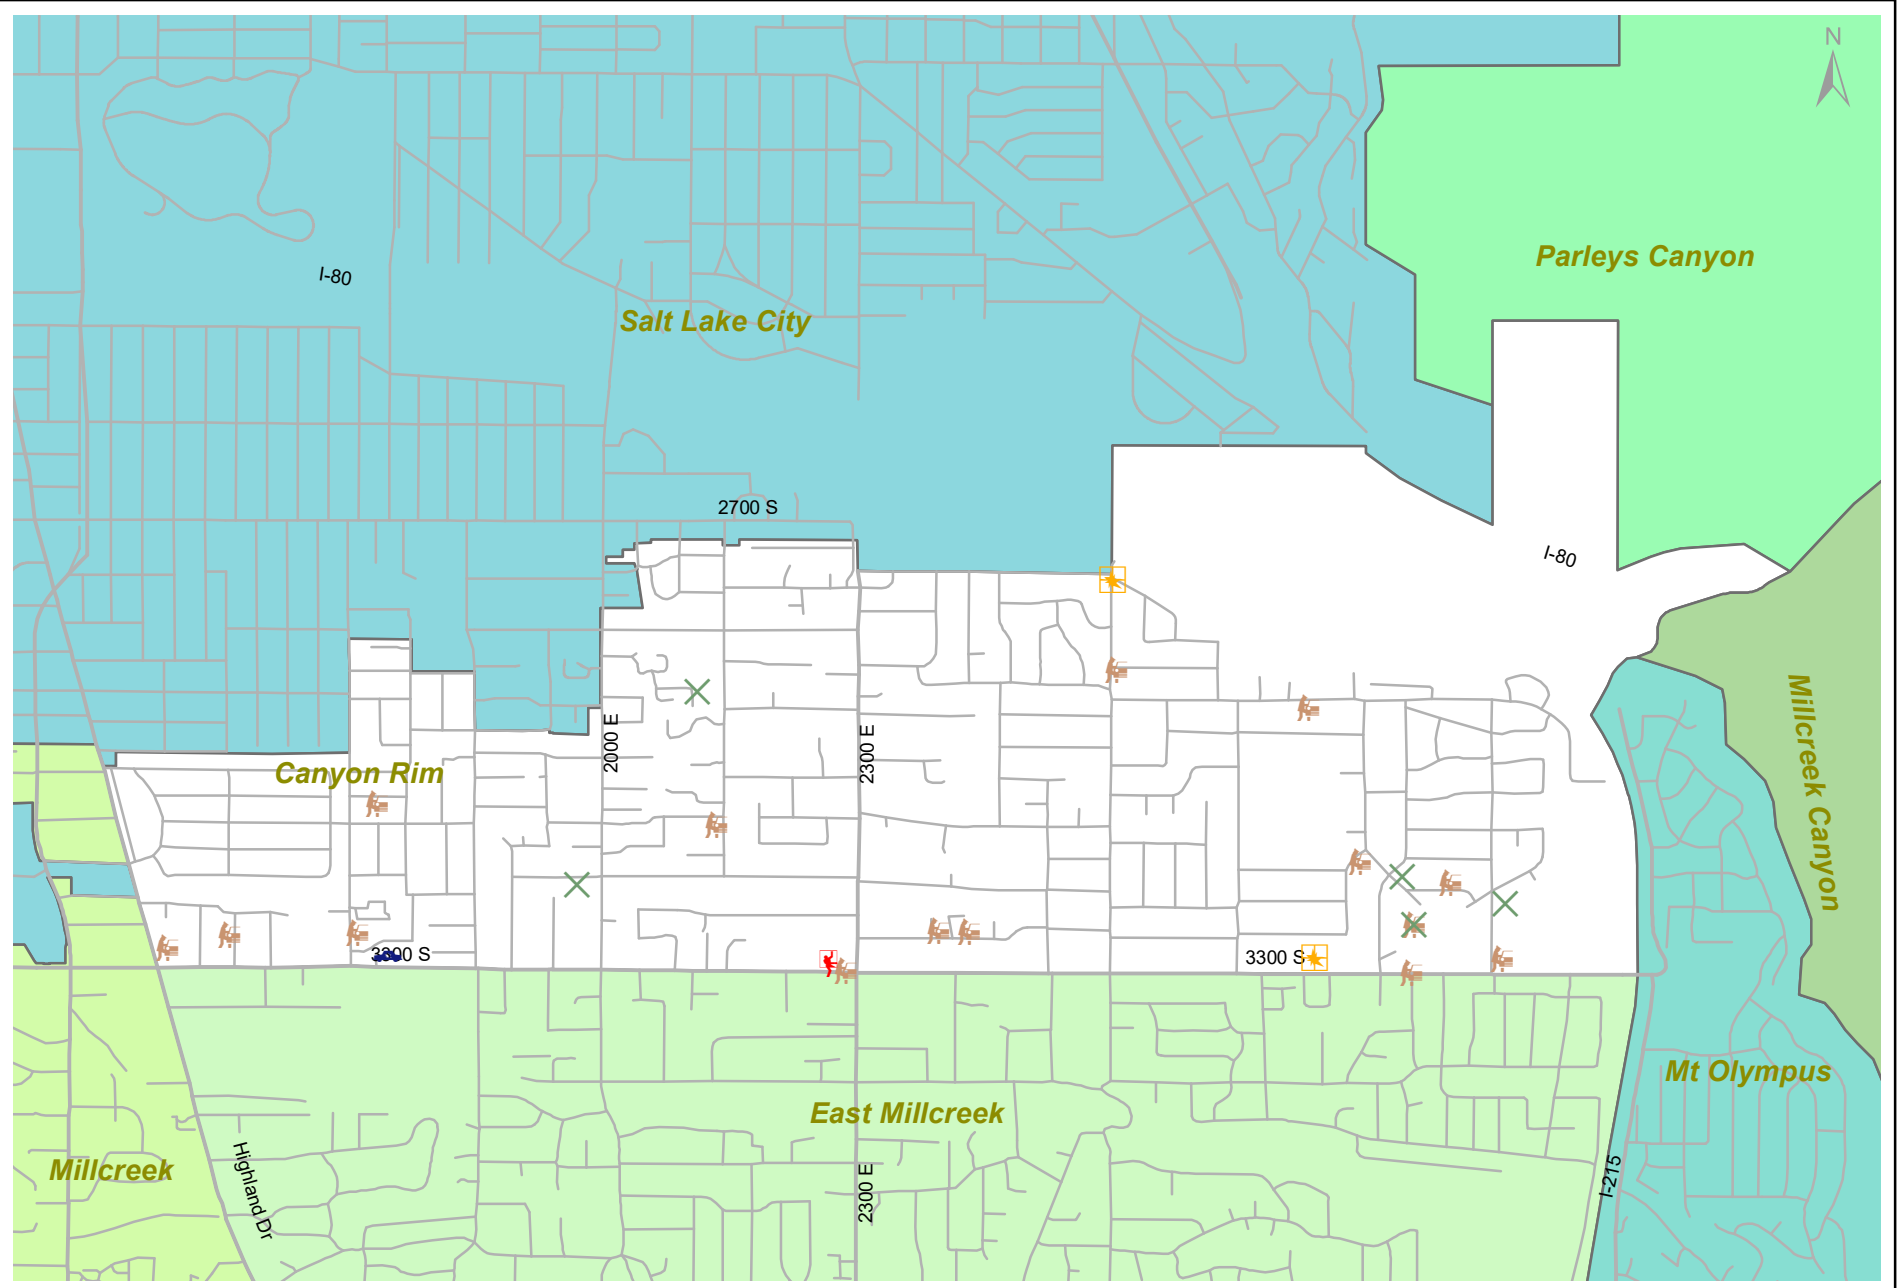 N
Parleys Canyon
I-80
Salt Lake City
2700 S
I-80
Millcreek Canyon
2000 E
2300 E
Canyon Rim
3300 S
3300 S
Mt Olympus
East Millcreek
Millcreek
Highland Dr
2300 E
I-215